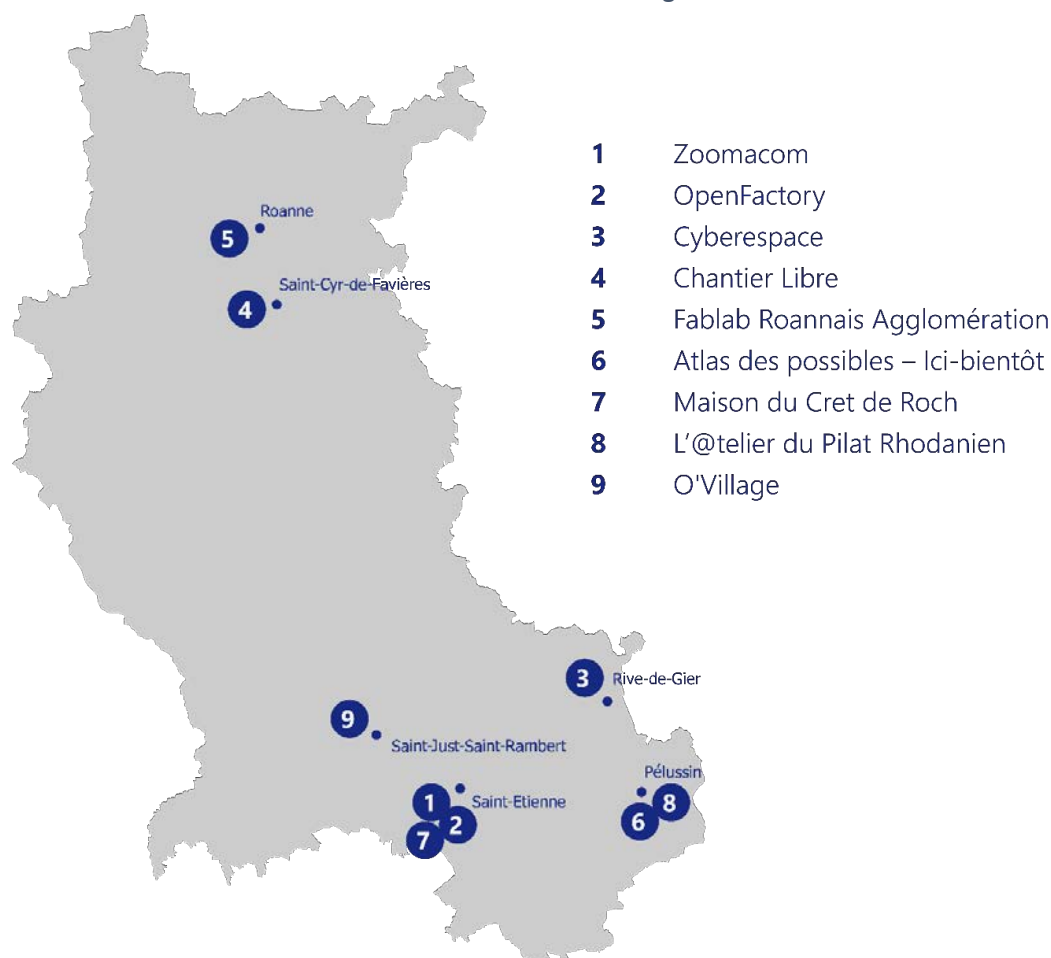 1 Zoomacom
2 OpenFactory
3 Cyberespace
4 Chantier Libre
5 Fablab Roannais Agglomération
6 Atlas des possibles – Ici-bientôt
7 Maison du Cret de Roch
8 L'@telier du Pilat Rhodanien
9 O'Village
Roanne
5
Saint-Cyr-de-Favières
4
3
Rive-de-Gier
9
Saint-Just-Saint-Rambert
Pélussin
1
Saint-Etienne
8
2
6
7